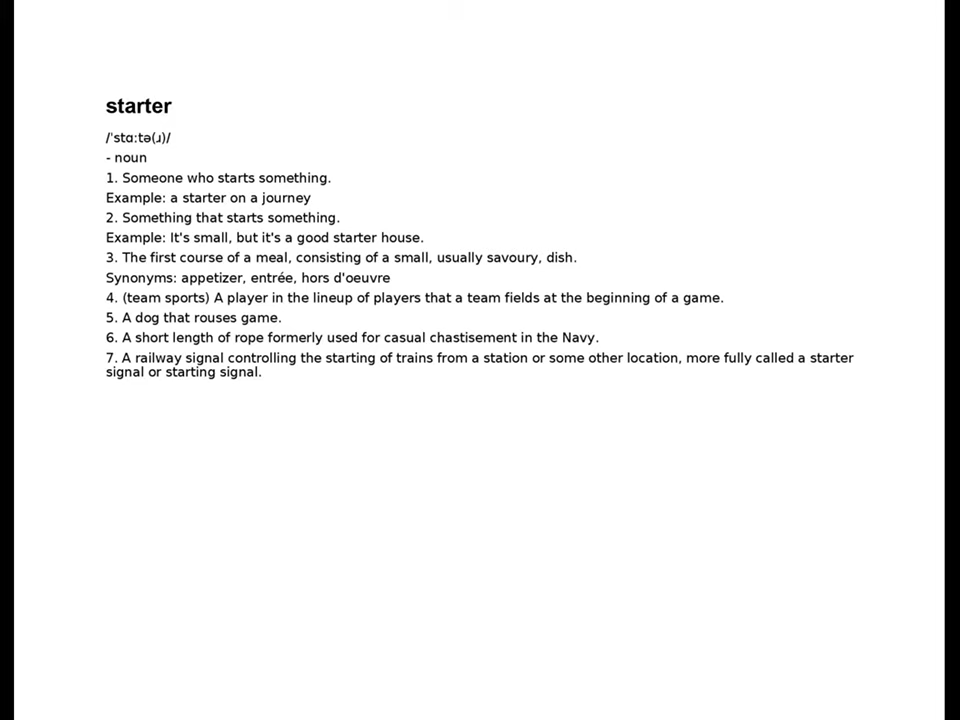 starter
/ˈstɑːtə(ɹ)/
- noun
1. Someone who starts something.
Example: a starter on a journey
2. Something that starts something.
Example: It's small, but it's a good starter house.
3. The first course of a meal, consisting of a small, usually savoury, dish.
Synonyms: appetizer, entrée, hors d'oeuvre
4. (team sports) A player in the lineup of players that a team fields at the beginning of a game.
5. A dog that rouses game.
6. A short length of rope formerly used for casual chastisement in the Navy.
7. A railway signal controlling the starting of trains from a station or some other location, more fully called a starter
signal or starting signal.